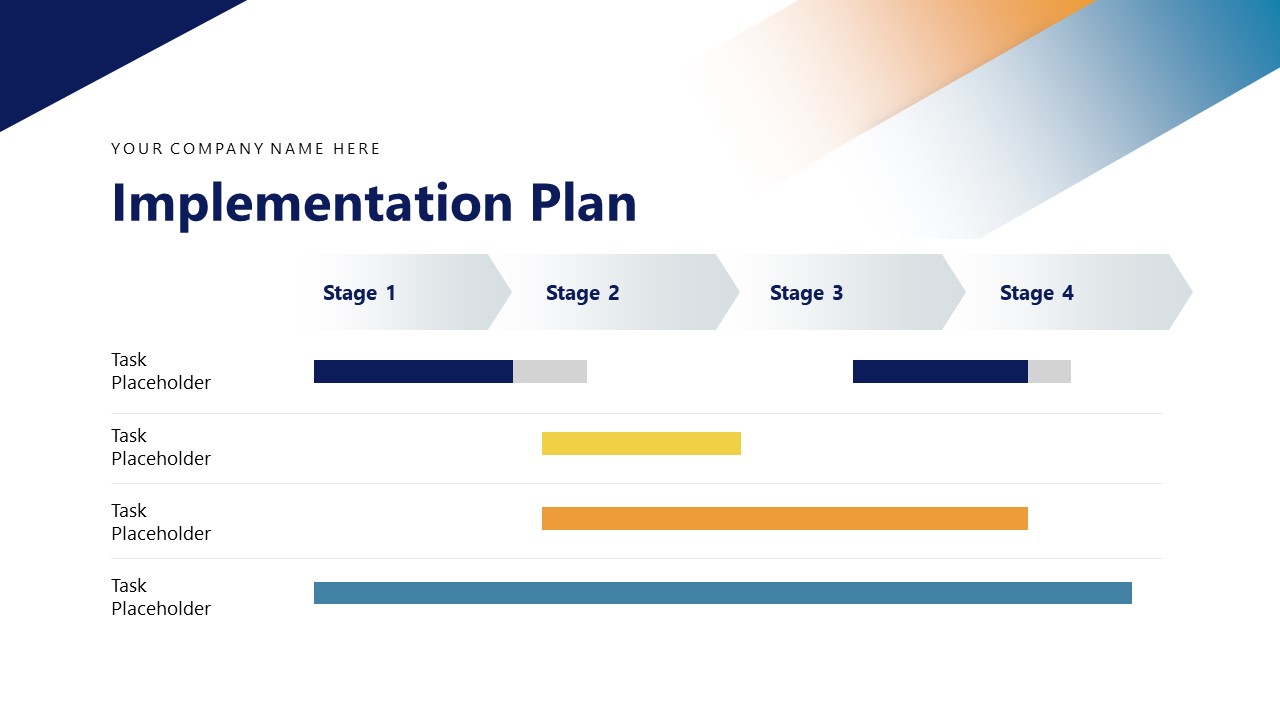 YOUR COMPANY NAME HERE
Implementation Plan
Stage 1
Stage 2
Stage 3
Stage 4
Task
Placeholder
Task
Placeholder
Task
Placeholder
Task
Placeholder